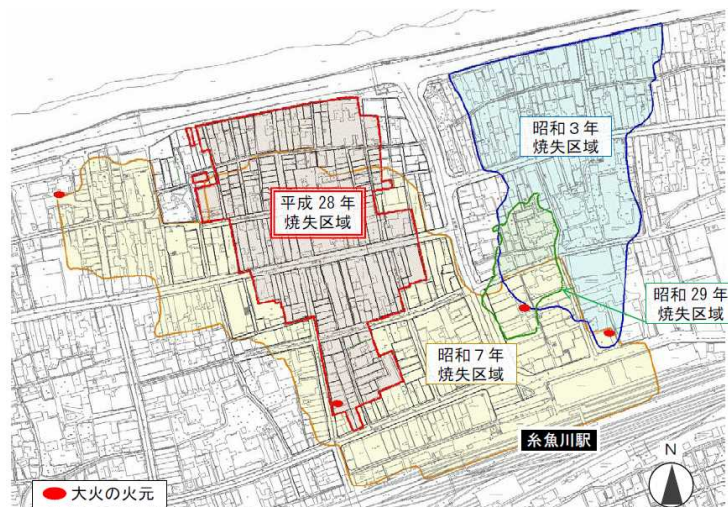 昭和3年
焼失区域
平成28年
焼失区域
昭和29年
焼失区域
昭和7年
焼失区域
糸魚川駅
N
大火の火元